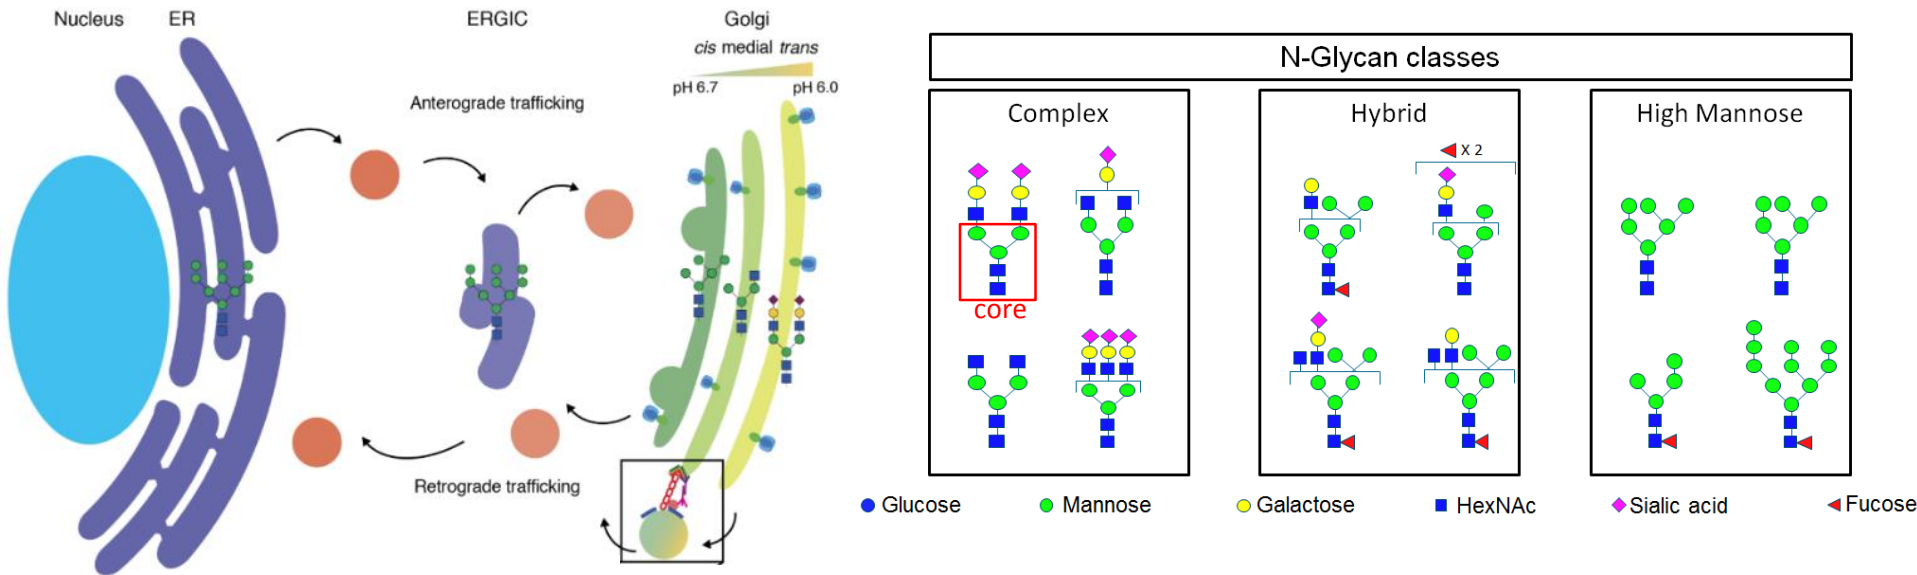 Nucleus
ER
ERGIC
Golgi
cis medial trans
pH 6.7
pH 6.0
Anterograde trafficking
Retrograde trafficking
N-Glycan classes
Complex
Hybrid
High Mannose
X 2
core
Glucose
Mannose
Galactose
HexNAc
Sialic acid
Fucose